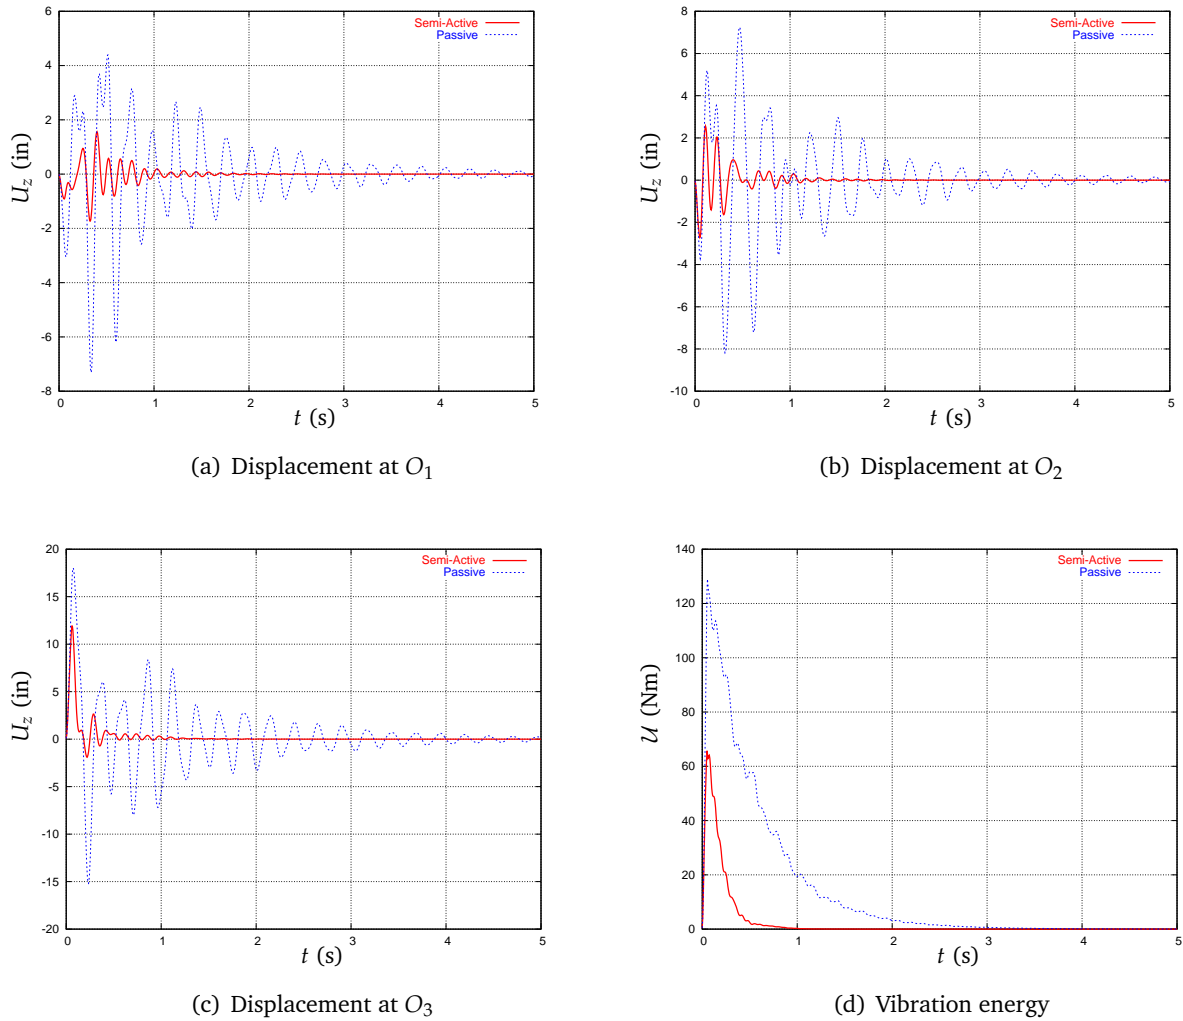 6
4
2
0
-2
-4
-6
-8
0 1 2 3 4 5
U_z (in)
t (s)
Semi-Active
Passive
(a) Displacement at O_1
8
6
4
2
0
-2
-4
-6
-8
-10
0 1 2 3 4 5
U_z (in)
t (s)
Semi-Active
Passive
(b) Displacement at O_2
20
15
10
5
0
-5
-10
-15
-20
0 1 2 3 4 5
U_z (in)
t (s)
Semi-Active
Passive
(c) Displacement at O_3
140
120
100
80
60
40
20
0
0 1 2 3 4 5
U (Nm)
t (s)
Semi-Active
Passive
(d) Vibration energy